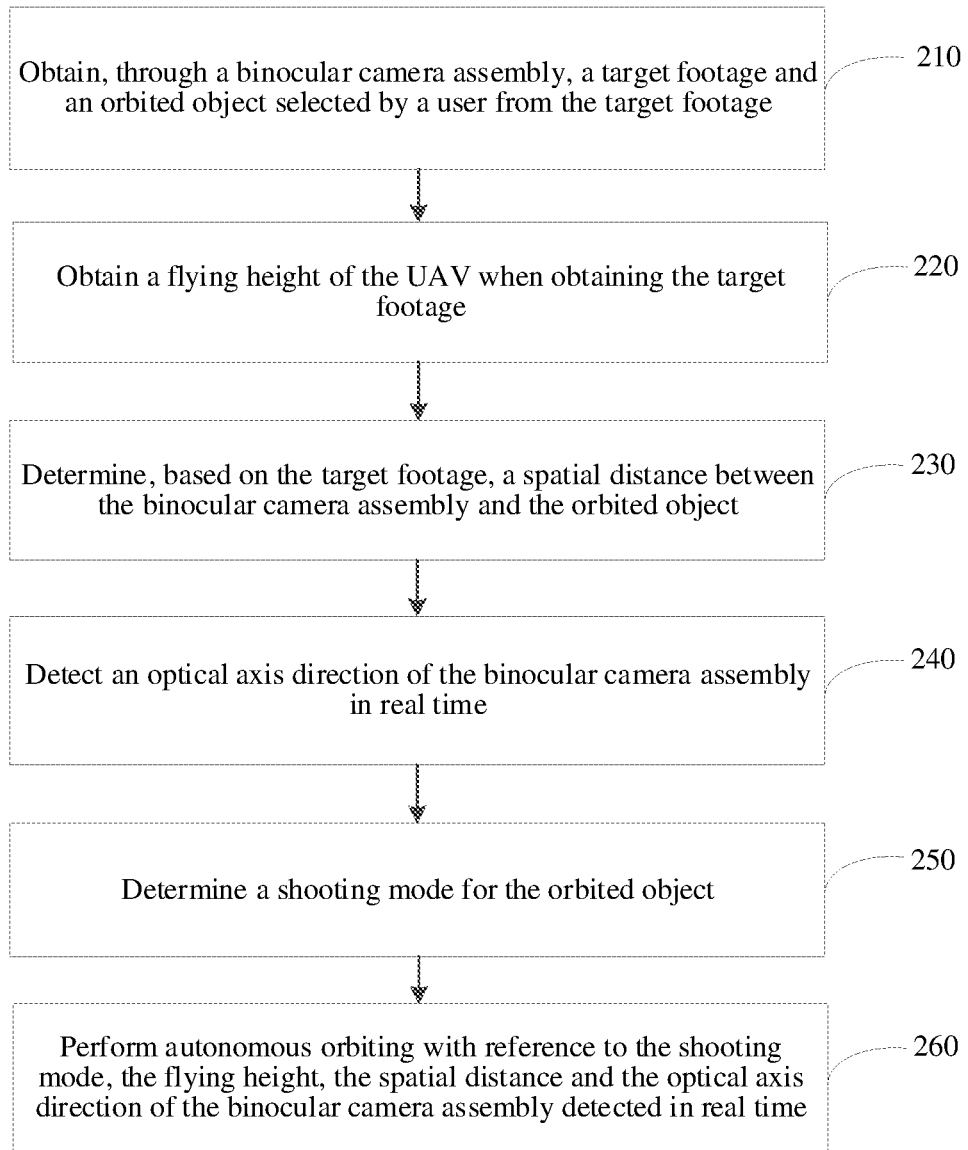 Obtain, through a binocular camera assembly, a target footage and
an orbited object selected by a user from the target footage
210
Obtain a flying height of the UAV when obtaining the target
footage
220
Determine, based on the target footage, a spatial distance between
the binocular camera assembly and the orbited object
230
Detect an optical axis direction of the binocular camera assembly
in real time
240
Determine a shooting mode for the orbited object
250
Perform autonomous orbiting with reference to the shooting
mode, the flying height, the spatial distance and the optical axis
direction of the binocular camera assembly detected in real time
260